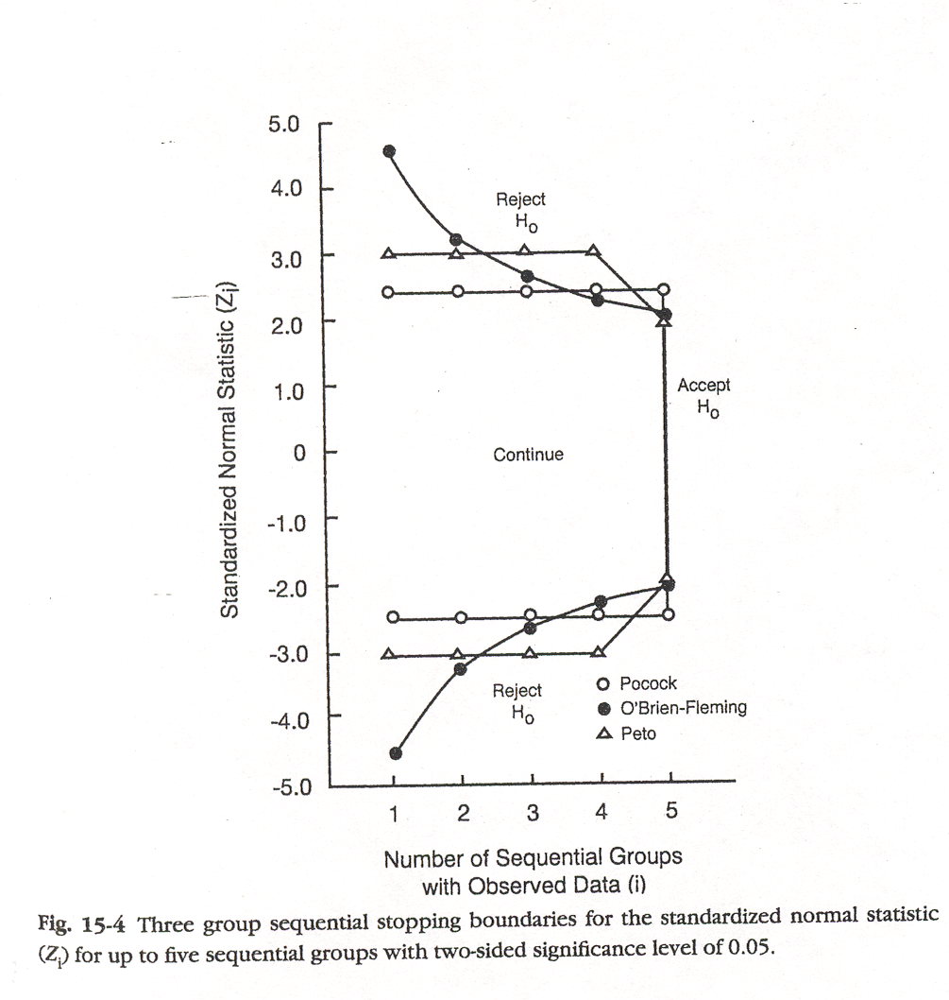 5.0
4.0
3.0
2.0
1.0
0
-1.0
-2.0
-3.0
-4.0
-5.0
Standardized Normal Statistic (Zi)
Reject
H0
Accept
H0
Continue
Reject
H0
Pocock
O'Brien-Fleming
Peto
1 2 3 4 5
Number of Sequential Groups
with Observed Data (i)
Fig. 15-4 Three group sequential stopping boundaries for the standardized normal statistic
(Zi) for up to five sequential groups with two-sided significance level of 0.05.